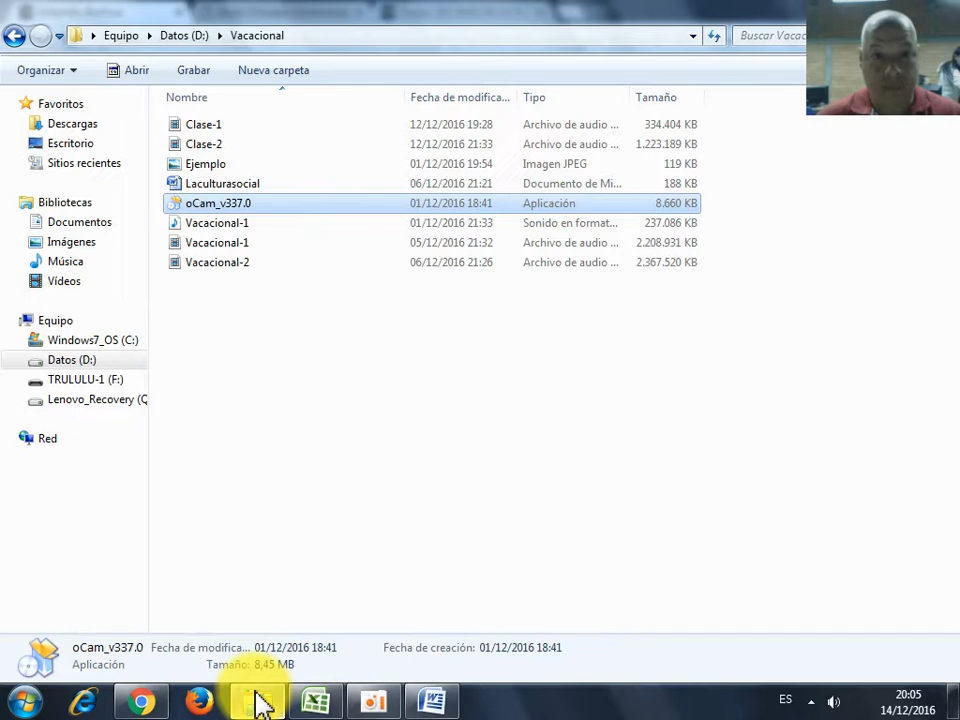 Equipo Datos (D:) Vacacional
Buscar Vaca
Organizar Abrir Grabar Nueva carpeta
Nombre Fecha de modifica... Tipo Tamaño
Favoritos
Descargas
Escritorio
Sitios recientes
Bibliotecas
Documentos
Imágenes
Música
Vídeos
Equipo
Windows7_OS (C:)
Datos (D:)
TRULULU-1 (F:)
Lenovo_Recovery (Q
Red
Clase-1 12/12/2016 19:28 Archivo de audio ... 334.404 KB
Clase-2 12/12/2016 21:33 Archivo de audio ... 1.223.189 KB
Ejemplo 01/12/2016 19:54 Imagen JPEG 119 KB
Laculturasocial 06/12/2016 21:21 Documento de Mi... 188 KB
oCam_v337.0 01/12/2016 18:41 Aplicación 8.660 KB
Vacacional-1 01/12/2016 21:33 Sonido en format... 237.086 KB
Vacacional-1 05/12/2016 21:32 Archivo de audio ... 2.208.931 KB
Vacacional-2 06/12/2016 21:26 Archivo de audio ... 2.367.520 KB
oCam_v337.0 Fecha de modifica... 01/12/2016 18:41 Fecha de creación: 01/12/2016 18:41
Aplicación Tamaño: 8,45 MB
ES
20:05
14/12/2016